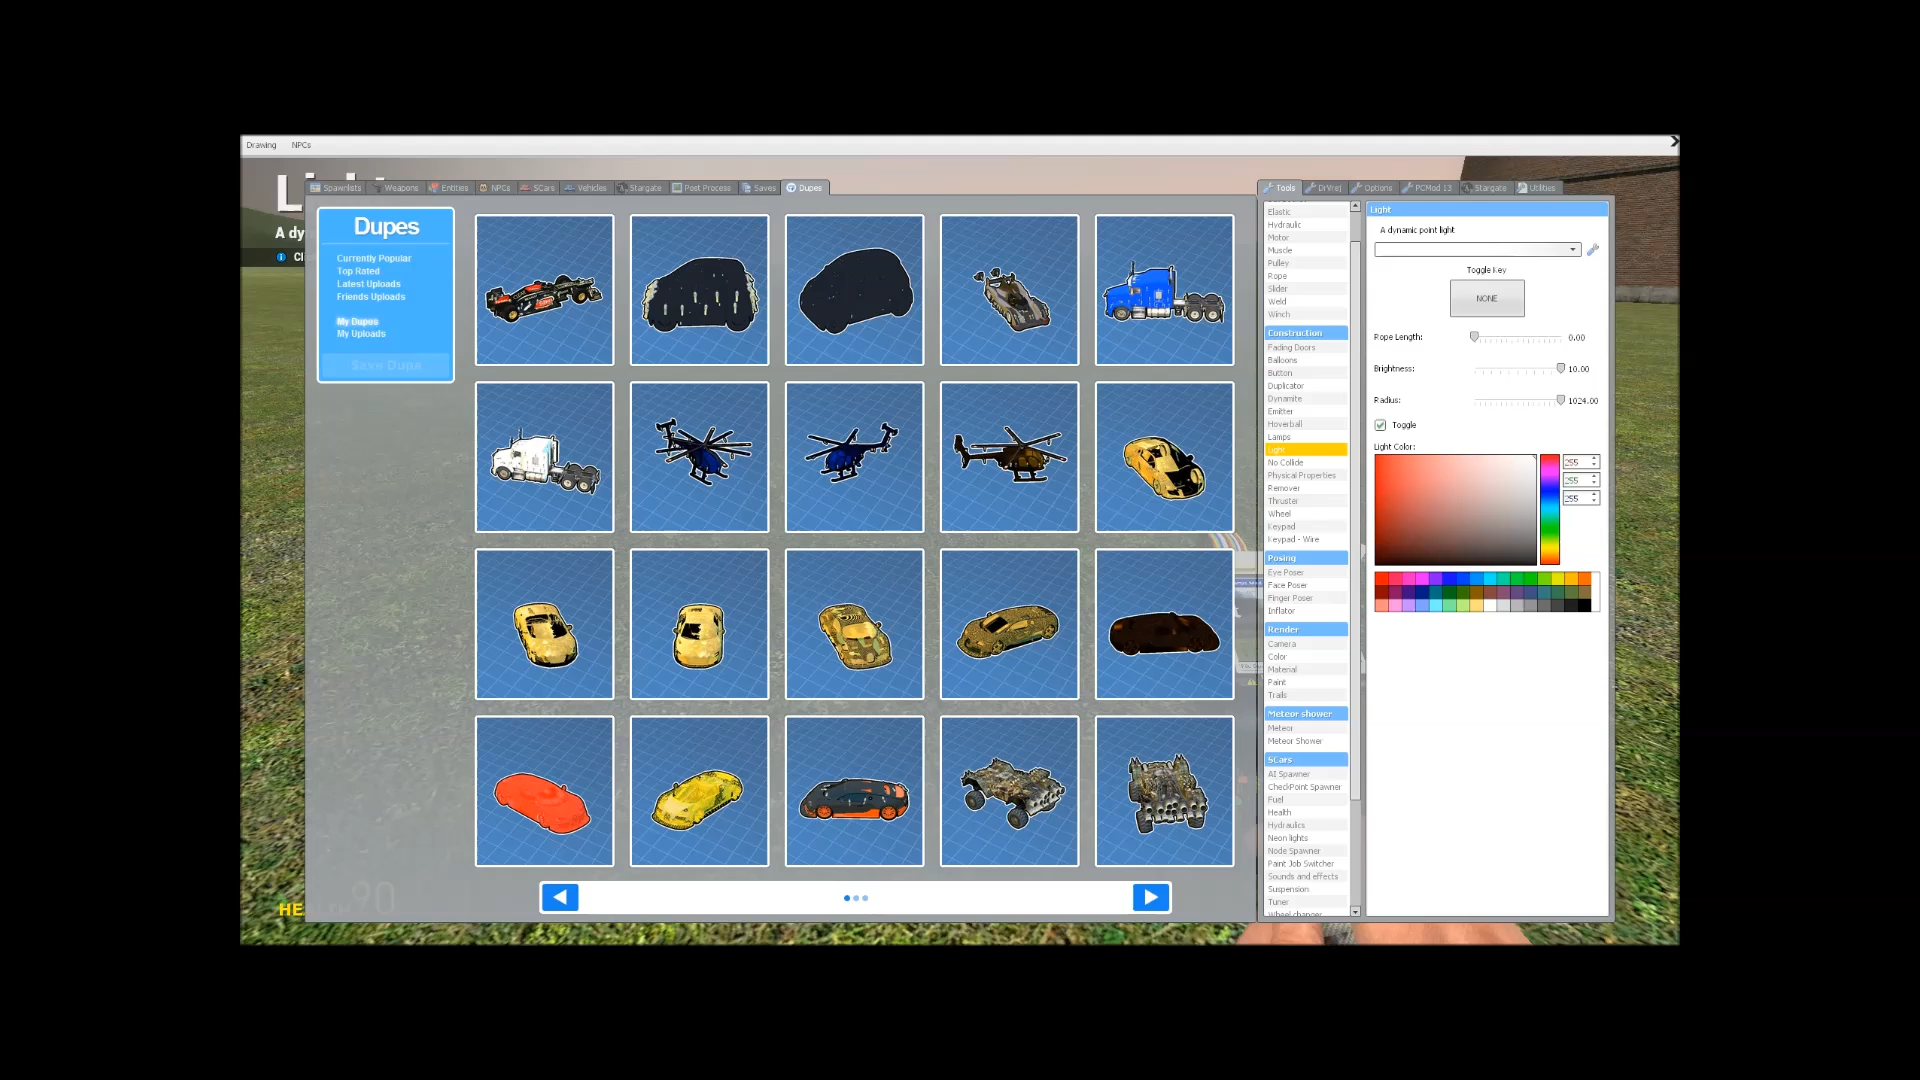 Drawing NPCs
A dy
Spawnlists Weapons Entities NPCs SCars Vehicles Stargate Post Process Saves Dupes
Dupes
Currently Popular
Top Rated
Latest Uploads
Friends Uploads
My Dupes
My Uploads
Save Dupe
90
Tools Options PCMod 13 Stargate Utilities
Elastic
Hydraulic
Motor
Muscle
Pulley
Rope
Slider
Weld
Winch
Construction
Fading Doors
Balloons
Button
Duplicator
Dynamite
Emitter
Hoverball
Lamps
Light
No Collide
Physical Properties
Remover
Thruster
Wheel
Keypad
Keypad - Wire
Posing
Eye Poser
Face Poser
Finger Poser
Inflator
Render
Camera
Color
Material
Paint
Trails
Meteor shower
Meteor
Meteor Shower
SCars
AI Spawner
CheckPoint Spawner
Fuel
Health
Hydraulics
Neon lights
Node Spawner
Paint Job Switcher
Sounds and effects
Suspension
Tuner
Wheel changer
Light
A dynamic point light
Toggle Key
NONE
Rope Length: 0.00
Brightness: 10.00
Radius: 1024.00
Toggle
Light Color:
255
255
255